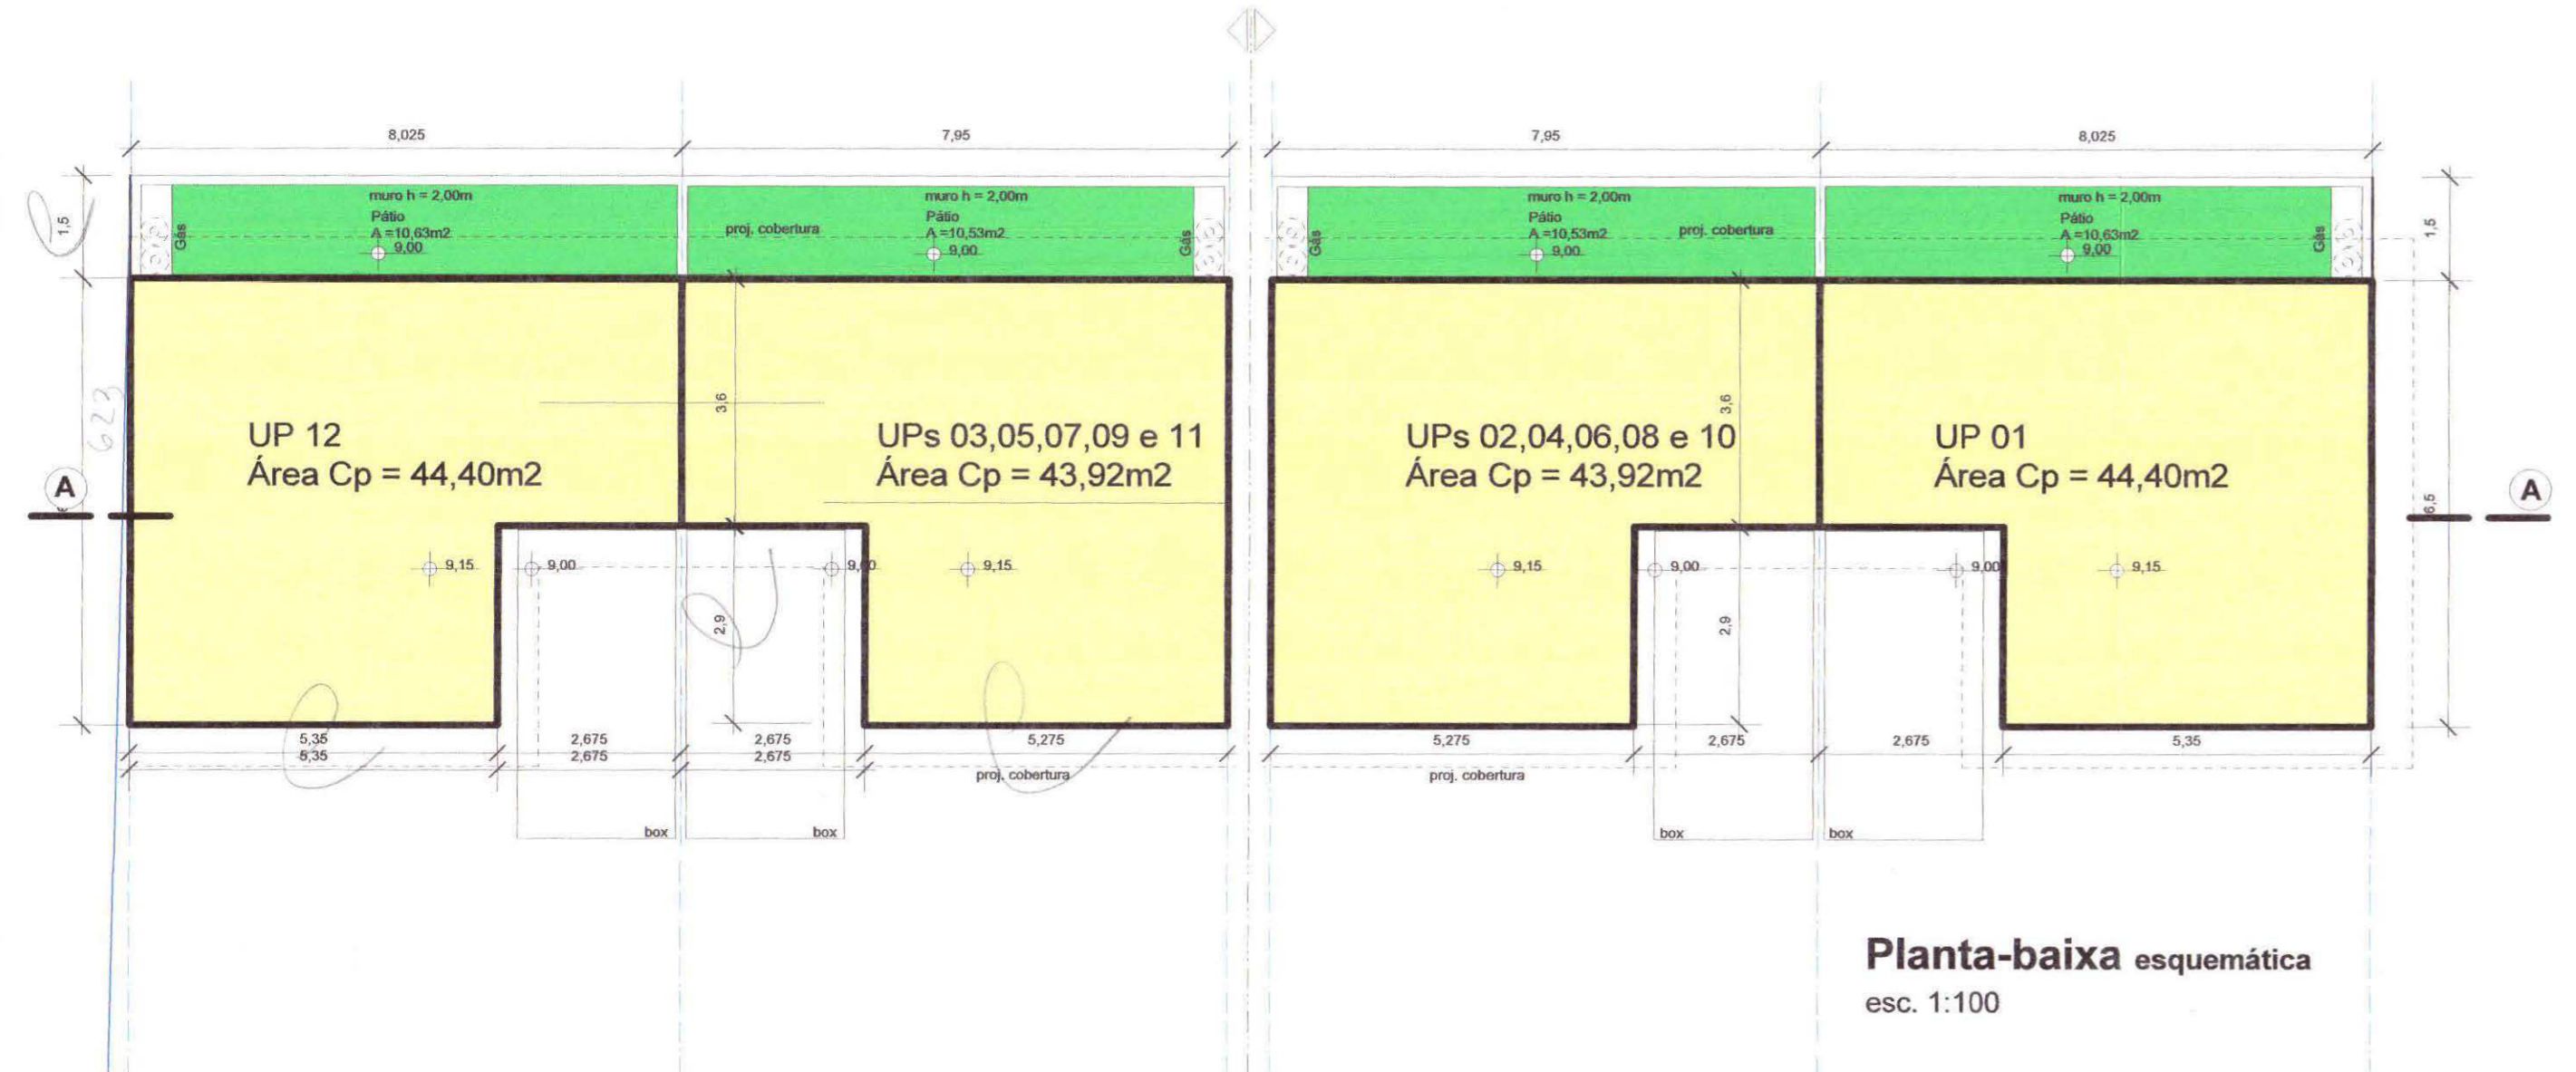 8,025
7,95
7,95
8,025
1,5
muro h = 2,00m
Pátio
A =10,63m2
9,00
Gás
proj. cobertura
muro h = 2,00m
Pátio
A =10,53m2
9,00
Gás
Gás
muro h = 2,00m
Pátio
A =10,53m2
9,00
proj. cobertura
muro h = 2,00m
Pátio
A =10,63m2
9,00
Gás
1,5
623
3,6
3,6
UP 12
Área Cp = 44,40m2
UPs 03,05,07,09 e 11
Área Cp = 43,92m2
UPs 02,04,06,08 e 10
Área Cp = 43,92m2
UP 01
Área Cp = 44,40m2
A
6,5
A
9,15
9,00
9,00
9,15
9,15
9,00
9,00
9,15
2,9
2,9
5,35
2,675
2,675
5,275
5,275
2,675
2,675
5,35
5,35
2,675
2,675
proj. cobertura
proj. cobertura
box
box
box
box
Planta-baixa esquemática
esc. 1:100